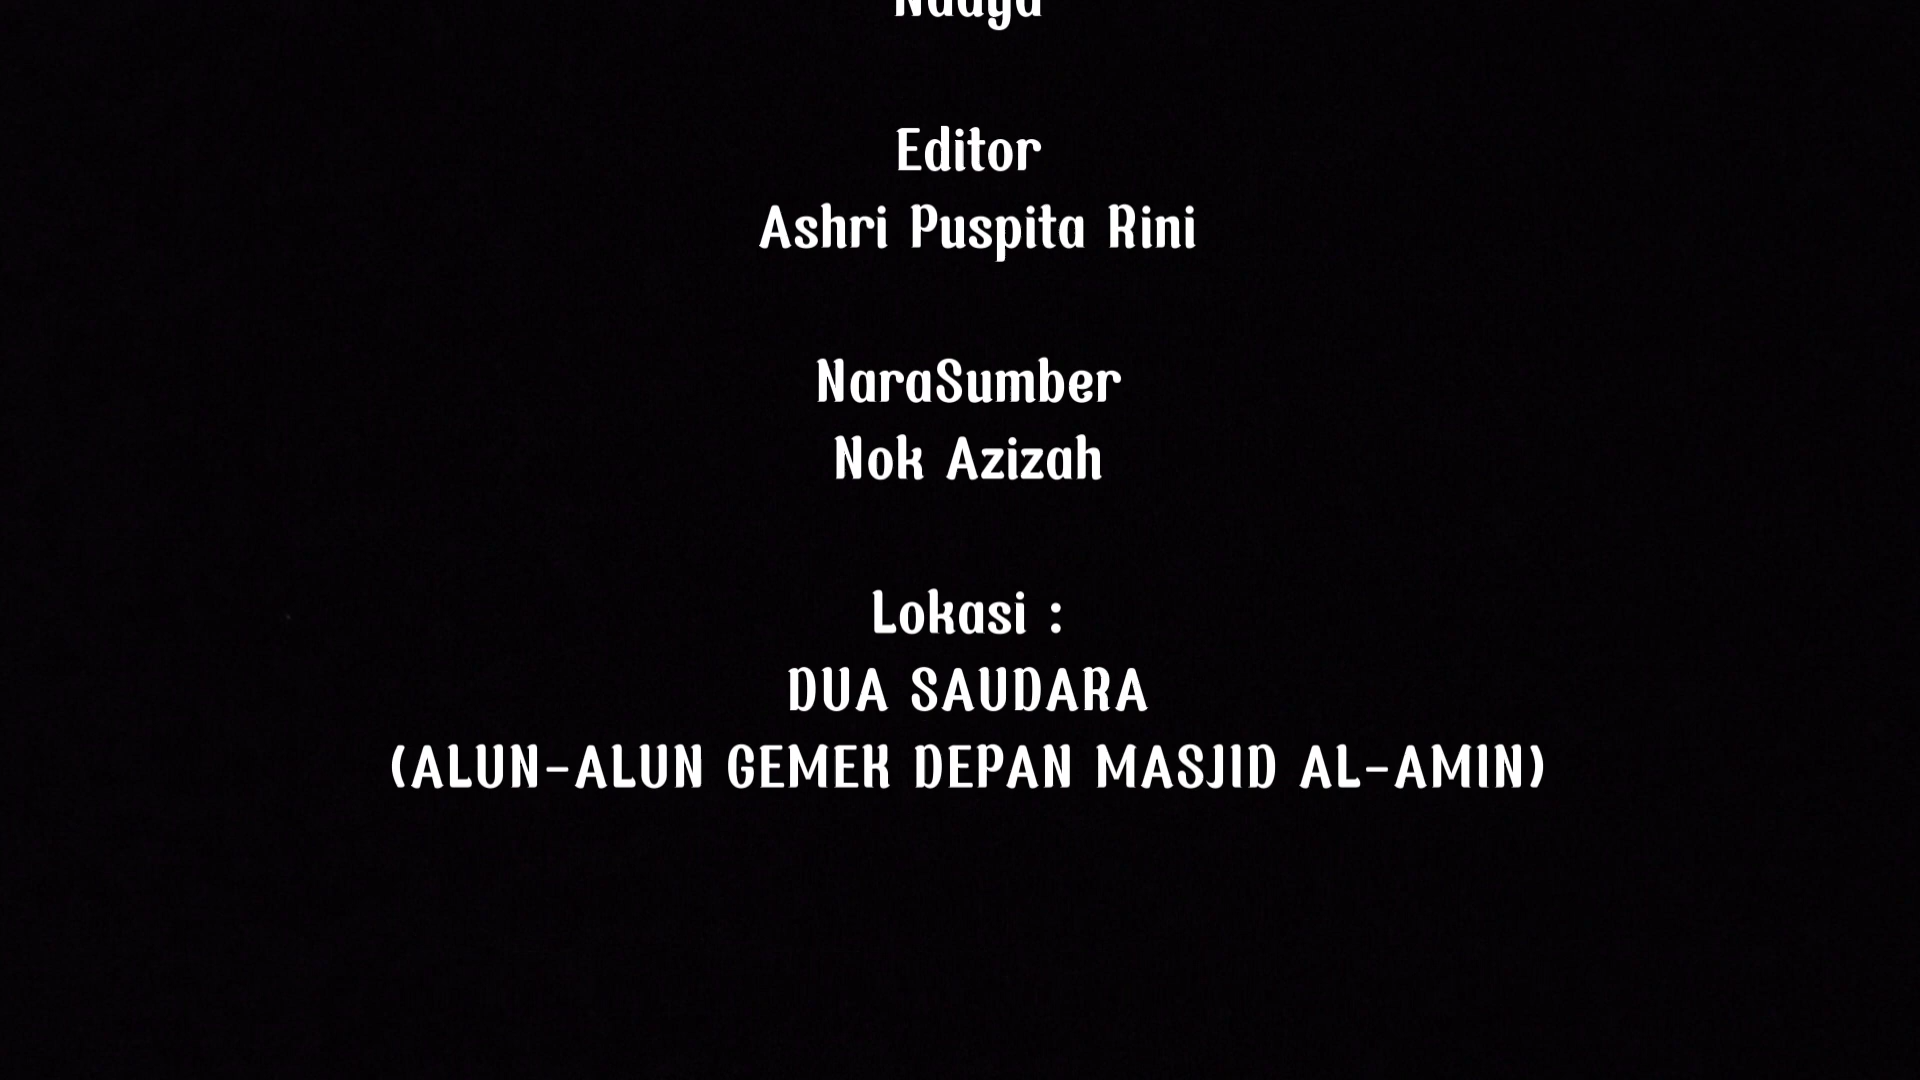 Editor
Ashri Puspita Rini
NaraSumber
Nok Azizah
Lokasi :
DUA SAUDARA
(ALUN-ALUN GEMEK DEPAN MASJID AL-AMIN)